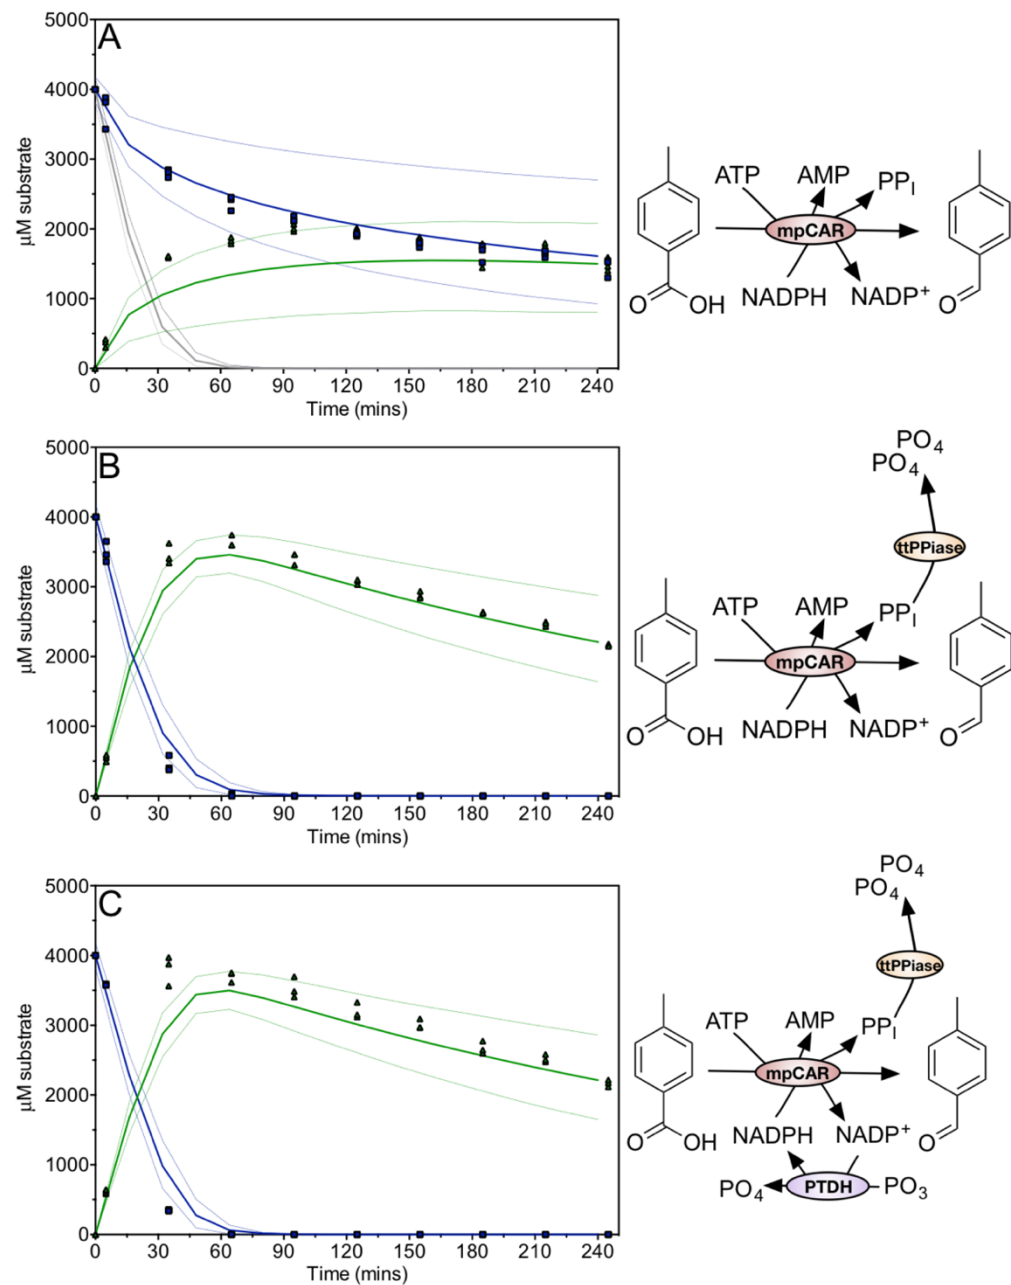 A
5000
4000
3000
2000
1000
0
µM substrate
0 30 60 90 120 150 180 210 240
Time (mins)
ATP AMP PPI
mpCAR
NADPH NADP+
O OH O
B
5000
4000
3000
2000
1000
0
µM substrate
0 30 60 90 120 150 180 210 240
Time (mins)
PO4
PO4
ttPPiase
ATP AMP PPI
mpCAR
NADPH NADP+
O OH O
C
5000
4000
3000
2000
1000
0
µM substrate
0 30 60 90 120 150 180 210 240
Time (mins)
PO4
PO4
ttPPiase
ATP AMP PPI
mpCAR
NADPH NADP+
O OH O
PO4 PTDH PO3